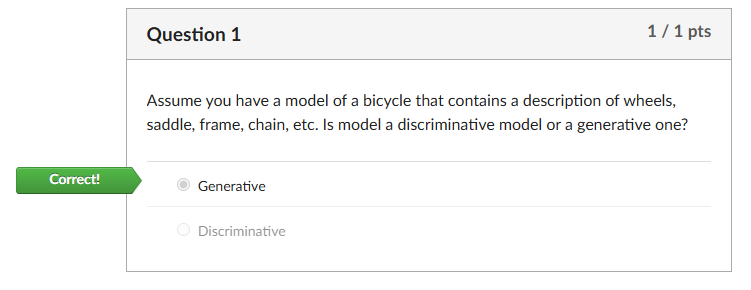 Question 1
1 / 1 pts
Assume you have a model of a bicycle that contains a description of wheels,
saddle, frame, chain, etc. Is model a discriminative model or a generative one?
Correct!
Generative
Discriminative